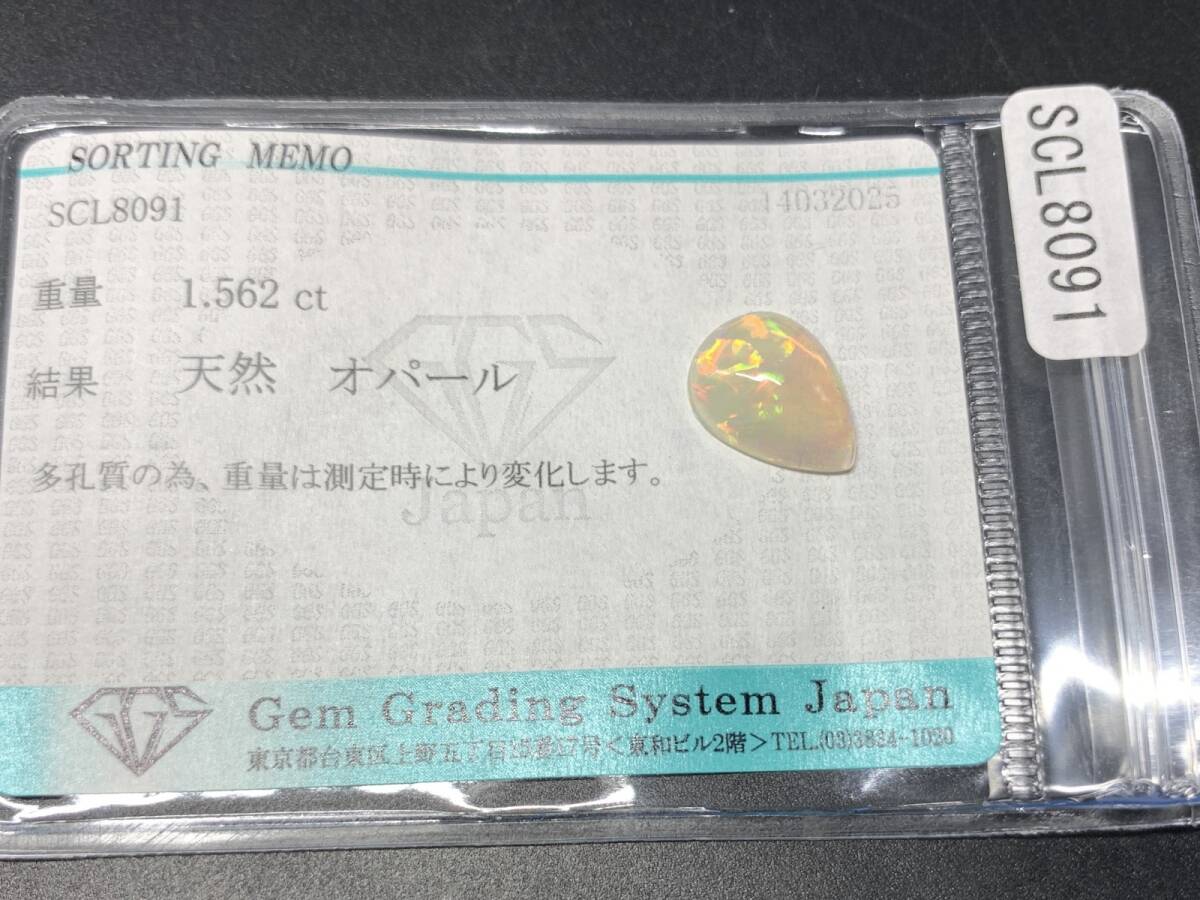 SORTING MEMO
SCL8091
14032025
重量 1.562 ct
結果 天然 オパール
多孔質の為、重量は測定時により変化します。
GGS
Japan
GGS
Gem Grading System Japan
東京都台東区上野五丁目15番17号<東和ビル2階>TEL.(03)3834-1020
SCL8091